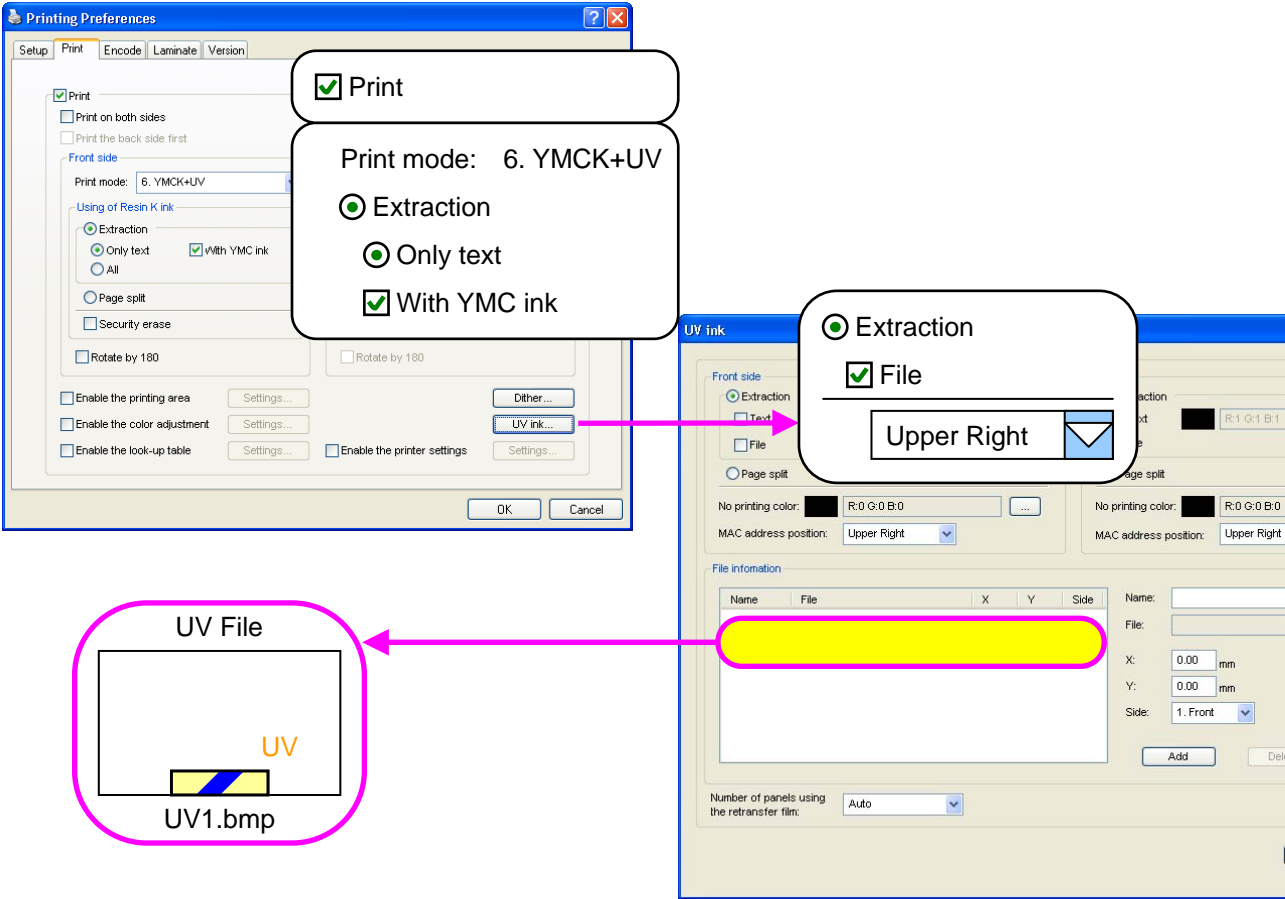 Printing Preferences
Setup Print Encode Laminate Version
Print
Print on both sides
Print the back side first
Front side
Print mode: 6. YMCK+UV
Using of Resin K ink
Extraction
Only text With YMC ink
All
Page split
Security erase
Rotate by 180 Rotate by 180
Enable the printing area Settings... Dither...
Enable the color adjustment Settings... UV ink...
Enable the look-up table Settings... Enable the printer settings Settings...
OK Cancel
Print
Print mode: 6. YMCK+UV
Extraction
Only text
With YMC ink
UV ink
Front side
Extraction
Text
File
Page split
No printing color: R:0 G:0 B:0 ...
MAC address position: Upper Right
Extraction
File
Upper Right
R:1 G:1 B:1
No printing color: R:0 G:0 B:0
MAC address position: Upper Right
File infomation
Name File X Y Side
Name:
File:
X: 0.00 mm
Y: 0.00 mm
Side: 1. Front
Add
Number of panels using
the retransfer film: Auto
UV File
UV
UV1.bmp